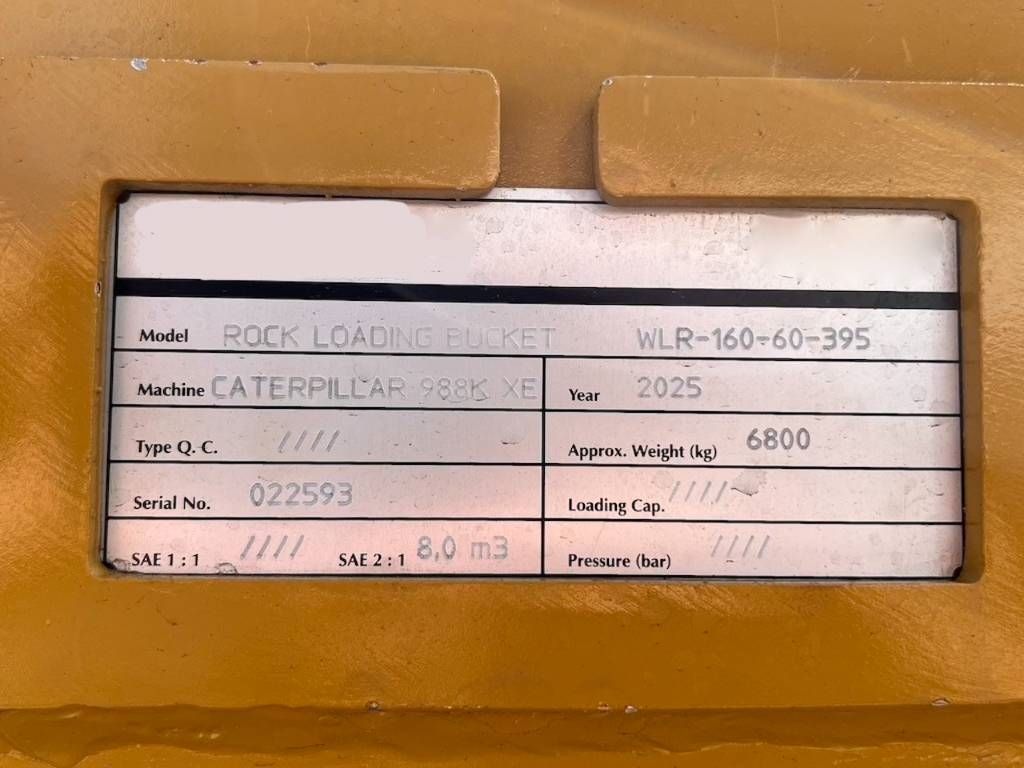 Model ROCK LOADING BUCKET WLR-160-60-395
Machine CATERPILLAR 988K XE Year 2025
Type Q. C. //// Approx. Weight (kg) 6800
Serial No. 022593 Loading Cap. ////
SAE 1 : 1 //// SAE 2 : 1 8,0 m3 Pressure (bar) ////